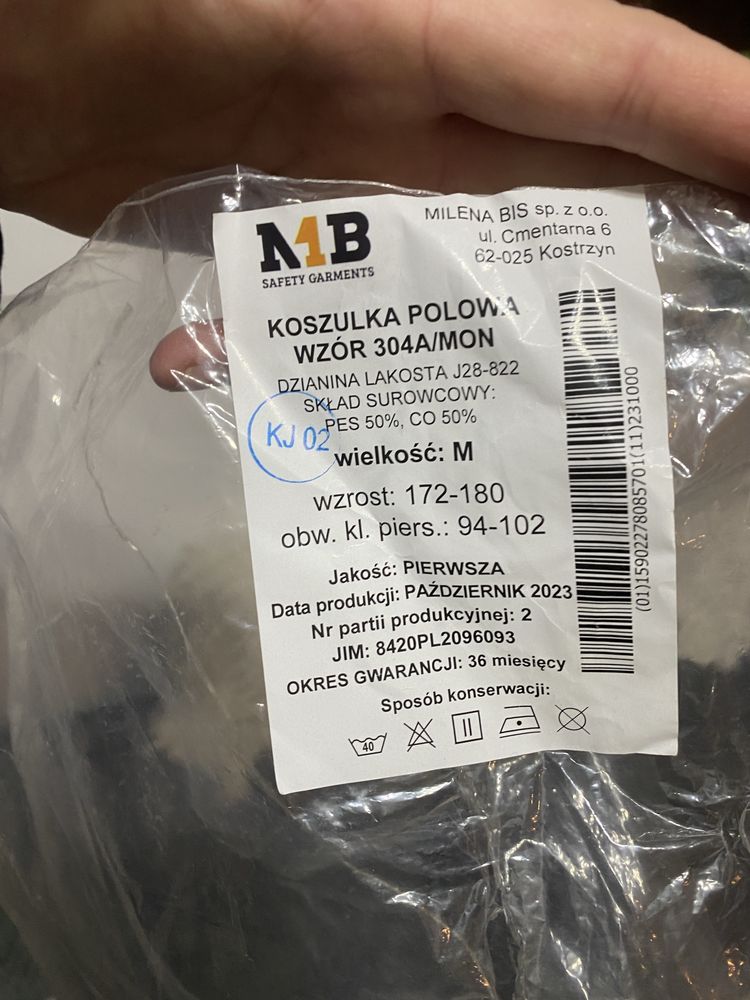 M1B
SAFETY GARMENTS
MILENA BIS sp. z o.o.
ul. Cmentarna 6
62-025 Kostrzyn
KOSZULKA POLOWA
WZÓR 304A/MON
DZIANINA LAKOSTA J28-822
SKŁAD SUROWCOWY:
PES 50%, CO 50%
KJ 02
wielkość: M
wzrost: 172-180
obw. kl. piers.: 94-102
Jakość: PIERWSZA
Data produkcji: PAŹDZIERNIK 2023
Nr partii produkcyjnej: 2
JIM: 8420PL2096093
OKRES GWARANCJI: 36 miesięcy
Sposób konserwacji:
40
(01)15902278085701(11)231000